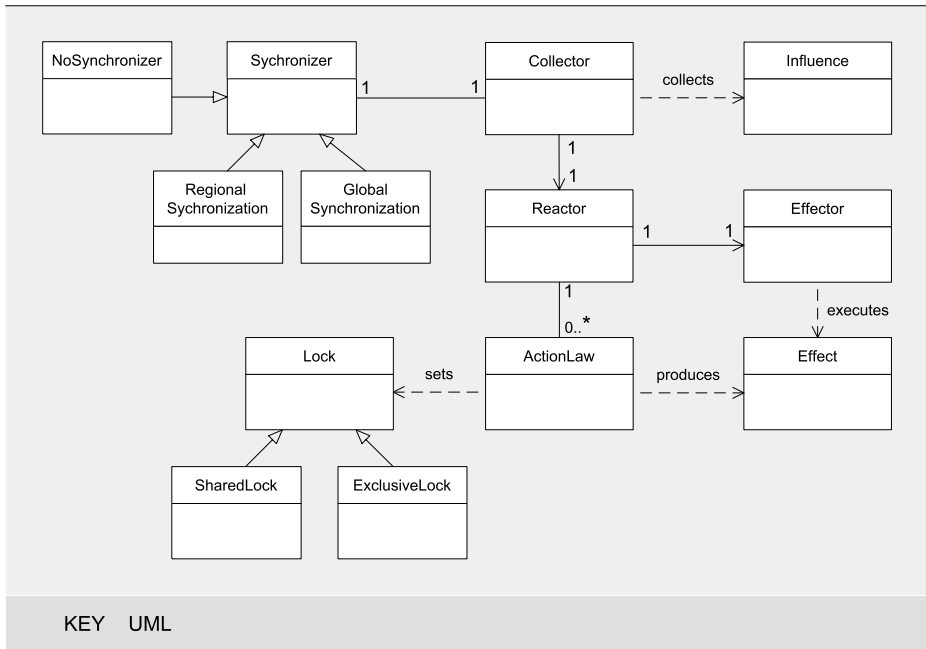 NoSynchronizer
Sychronizer
Collector
Influence
1
1
collects
1
1
Regional
Sychronization
Global
Synchronization
Reactor
Effector
1
1
1
0..*
executes
Lock
sets
ActionLaw
produces
Effect
SharedLock
ExclusiveLock
KEY UML